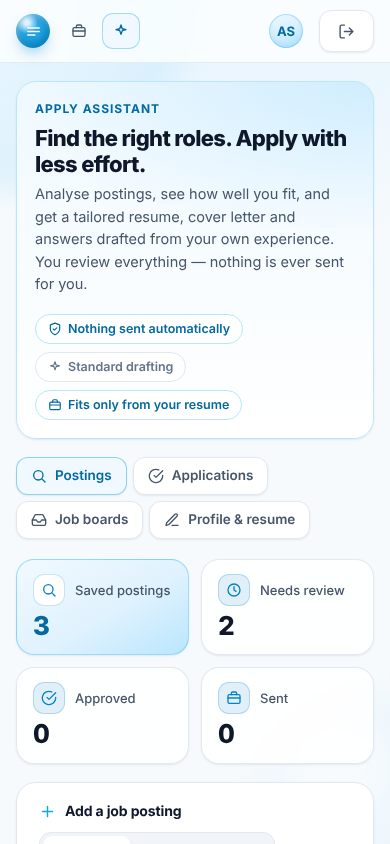 AS
APPLY ASSISTANT
Find the right roles. Apply with
less effort.
Analyse postings, see how well you fit, and
get a tailored resume, cover letter and
answers drafted from your own experience.
You review everything — nothing is ever sent
for you.
Nothing sent automatically
Standard drafting
Fits only from your resume
Postings
Applications
Job boards
Profile & resume
Saved postings
3
Needs review
2
Approved
0
Sent
0
Add a job posting